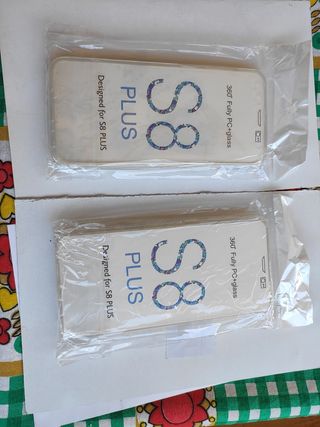 360° Fully PC+glass
S8
PLUS
Designed for S8 PLUS
360° Fully PC+glass
S8
PLUS
Designed for S8 PLUS